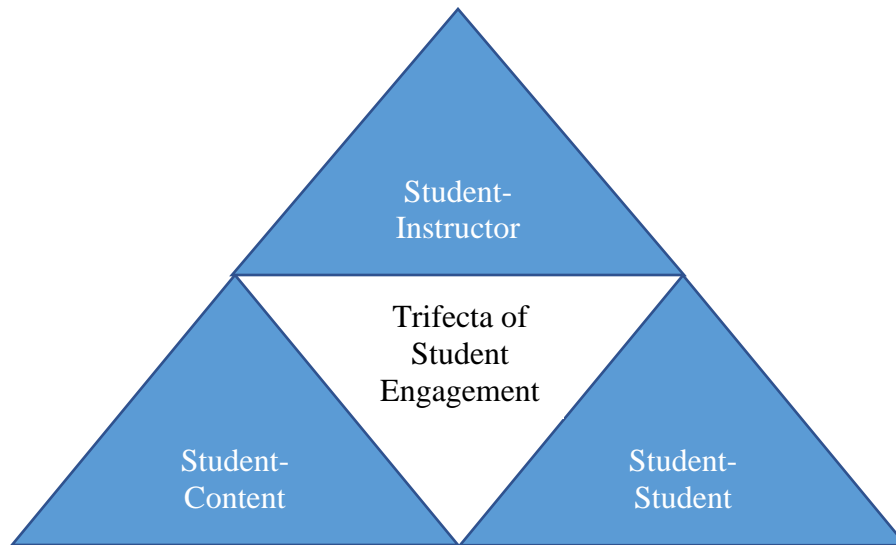 Student-
Instructor
Trifecta of
Student
Engagement
Student-
Content
Student-
Student